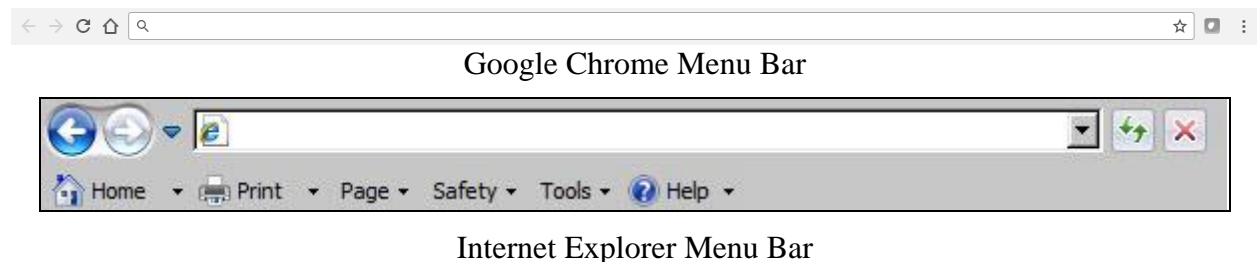 Google Chrome Menu Bar
Home Print Page Safety Tools Help
Internet Explorer Menu Bar